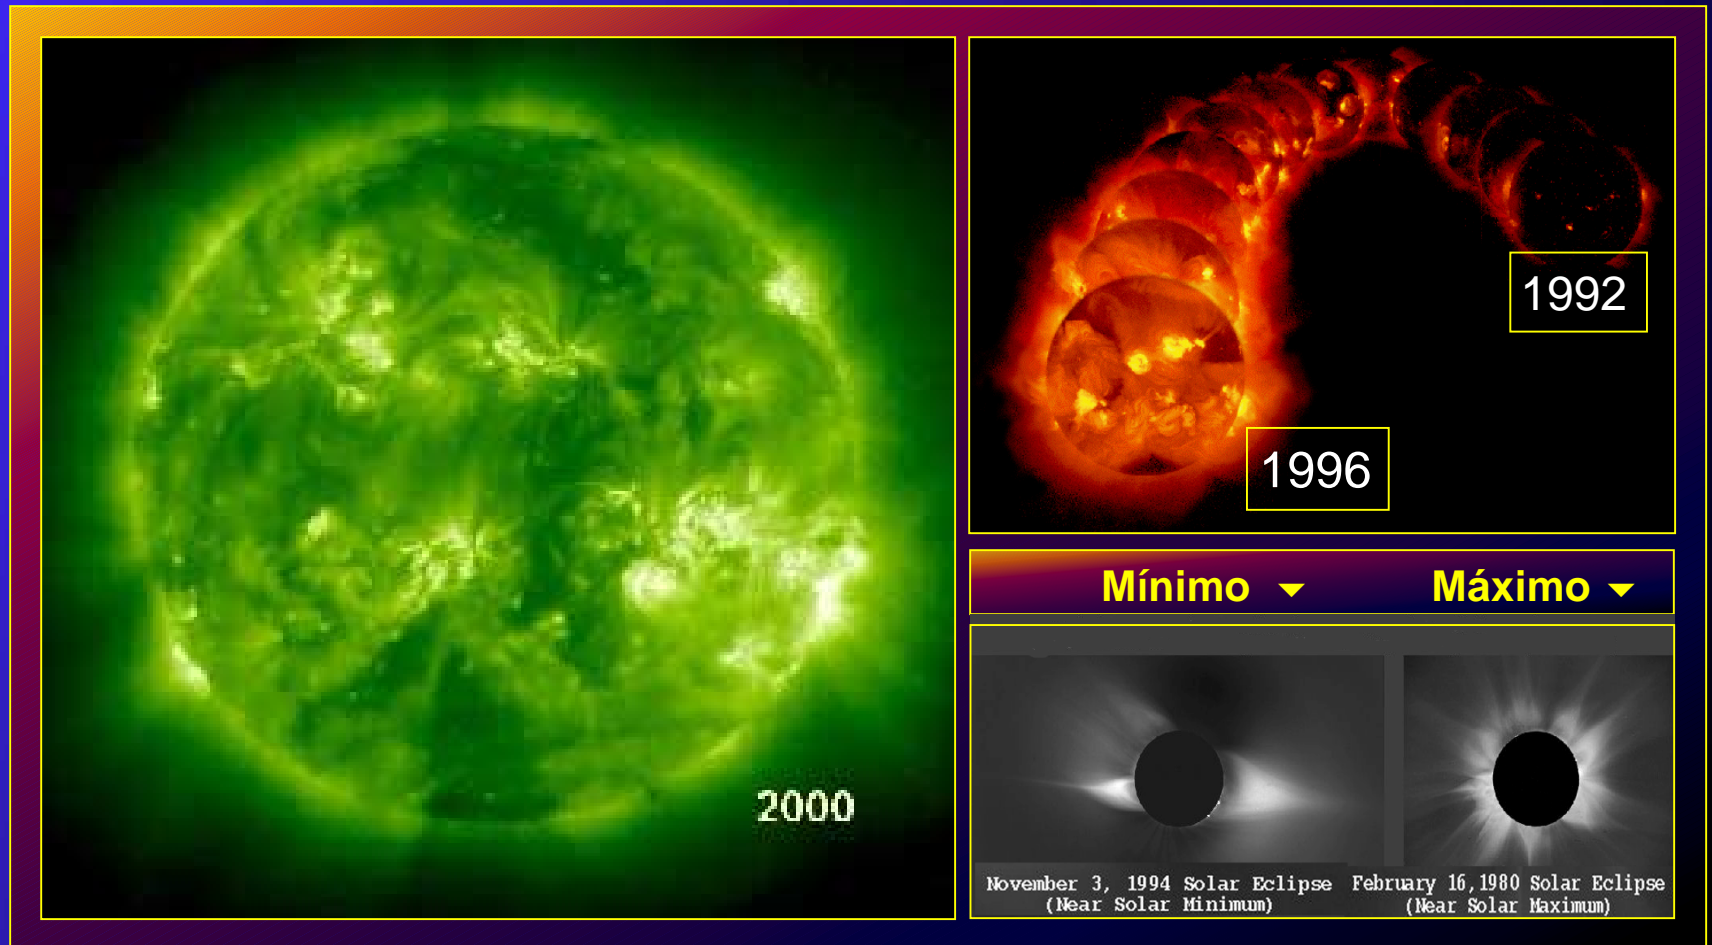 2000
1992
1996
Mínimo
Máximo
November 3, 1994 Solar Eclipse
(Near Solar Minimum)
February 16,1980 Solar Eclipse
(Near Solar Maximum)